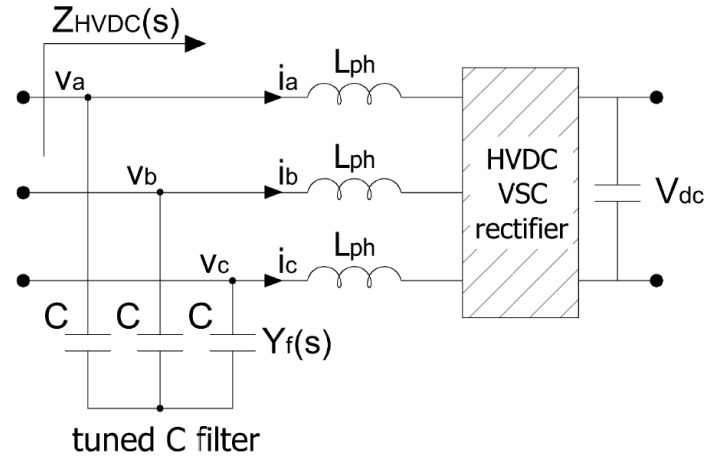 ZHVDC(s)
va
ia
Lph
vb
ib
Lph
vc
ic
Lph
HVDC
VSC
rectifier
Vdc
C C C Yf(s)
tuned C filter